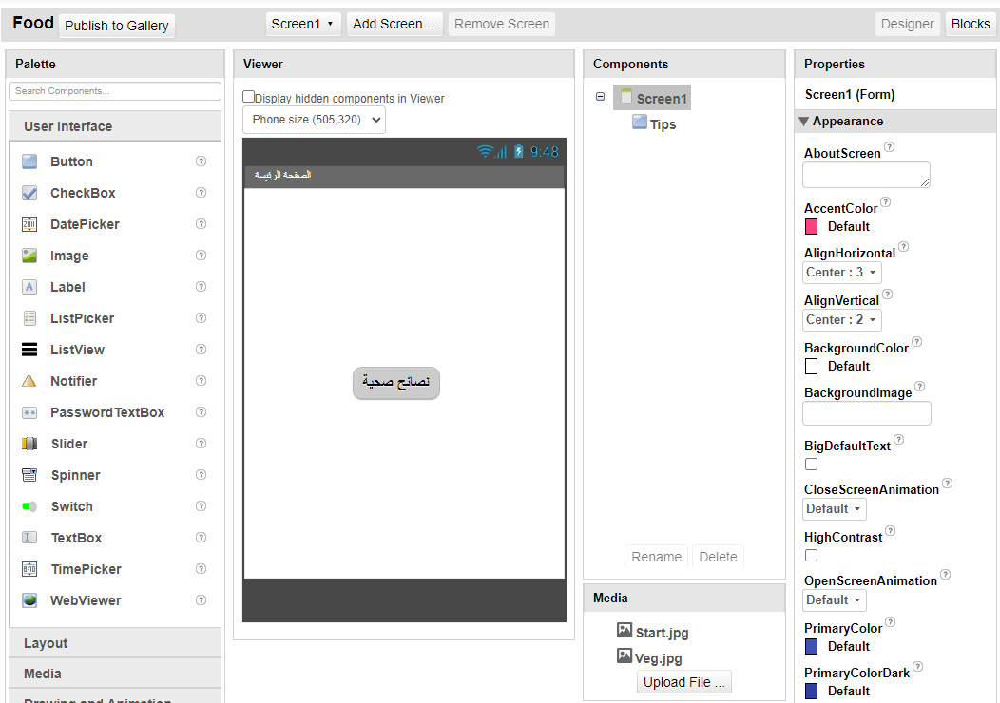 Food Publish to Gallery Screen1 Add Screen ... Remove Screen Designer Blocks
Palette
Search Components...
User Interface
Button ?
CheckBox ?
DatePicker ?
Image ?
Label ?
ListPicker ?
ListView ?
Notifier ?
PasswordTextBox ?
Slider ?
Spinner ?
Switch ?
TextBox ?
TimePicker ?
WebViewer ?
Layout
Media
Drawing and Animation
Viewer
Display hidden components in Viewer
Phone size (505,320)
9:48
الصفحة الرئيسة
نصائح صحية
Components
Screen1
Tips
Rename Delete
Media
Start.jpg
Veg.jpg
Upload File ...
Properties
Screen1 (Form)
Appearance
AboutScreen ?
AccentColor ?
Default
AlignHorizontal ?
Center : 3
AlignVertical ?
Center : 2
BackgroundColor ?
Default
BackgroundImage ?
BigDefaultText ?
CloseScreenAnimation ?
Default
HighContrast ?
OpenScreenAnimation ?
Default
PrimaryColor ?
Default
PrimaryColorDark ?
Default